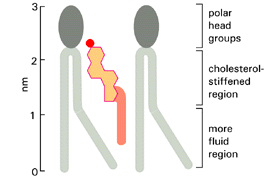 3
2
nm
1
0
polar
head
groups
cholesterol-
stiffened
region
more
fluid
region